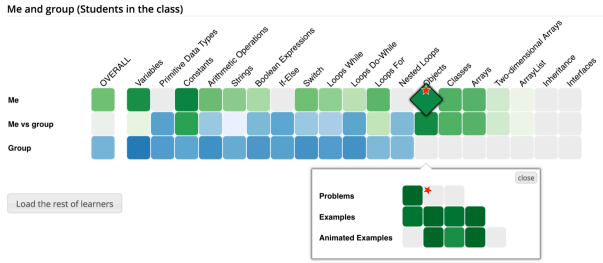 Me and group (Students in the class)
OVERALL
Variables
Primitive Data Types
Constants
Arithmetic Operations
Strings
Boolean Expressions
If-Else
Switch
Loops While
Loops Do-While
Loops For
Nested Loops
Objects
Classes
Arrays
Two-dimensional Arrays
ArrayList
Inheritance
Interfaces
Me
Me vs group
Group
close
Problems
Load the rest of learners
Examples
Animated Examples